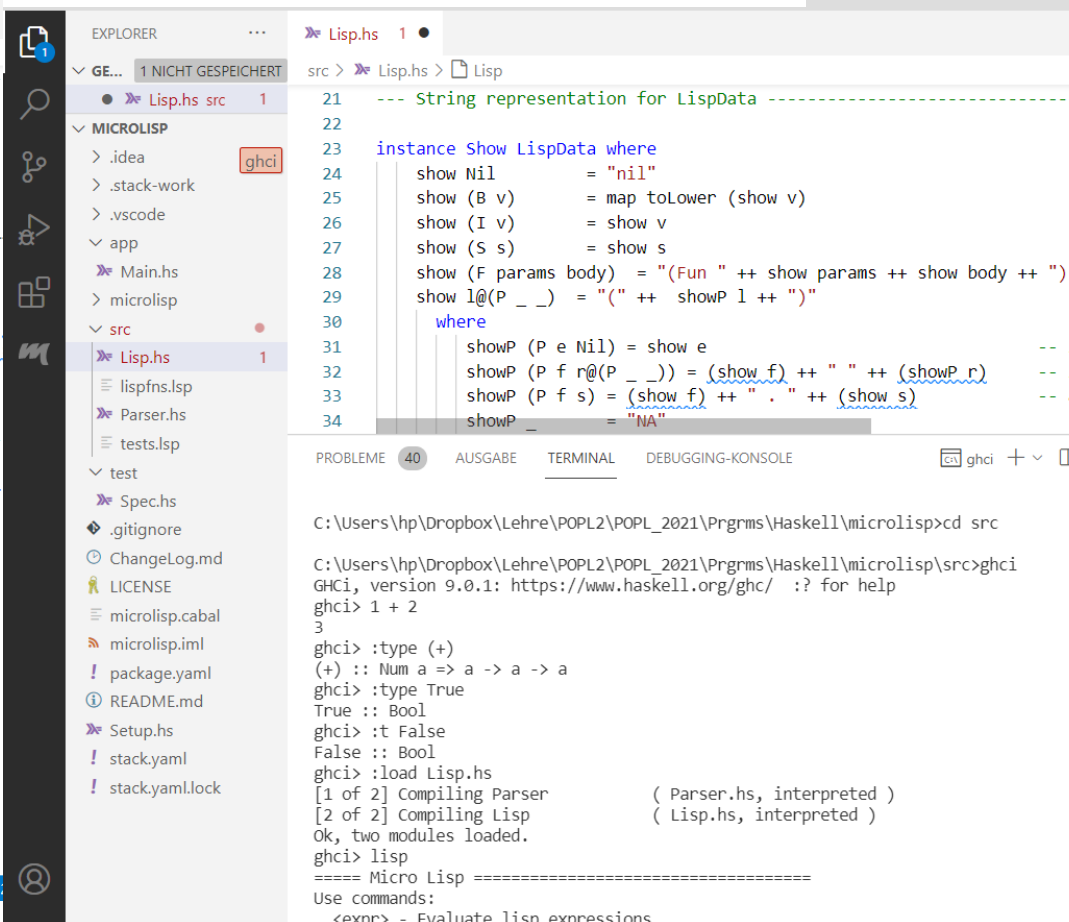 EXPLORER ···
GE... 1 NICHT GESPEICHERT
Lisp.hs src 1
MICROLISP
.idea
ghci
.stack-work
.vscode
app
Main.hs
microlisp
src
Lisp.hs 1
lispfns.lsp
Parser.hs
tests.lsp
test
Spec.hs
.gitignore
ChangeLog.md
LICENSE
microlisp.cabal
microlisp.iml
package.yaml
README.md
Setup.hs
stack.yaml
stack.yaml.lock
1
Lisp.hs 1
src > Lisp.hs > Lisp
21 --- String representation for LispData ------------------------------
22
23 instance Show LispData where
24 show Nil = "nil"
25 show (B v) = map toLower (show v)
26 show (I v) = show v
27 show (S s) = show s
28 show (F params body) = "(Fun " ++ show params ++ show body ++ ")
29 show l@(P _ _) = "(" ++ showP l ++ ")"
30 where
31 showP (P e Nil) = show e --
32 showP (P f r@(P _ _)) = (show f) ++ " " ++ (showP r) --
33 showP (P f s) = (show f) ++ " . " ++ (show s) --
34 showP _ = "NA"
PROBLEME 40 AUSGABE TERMINAL DEBUGGING-KONSOLE ghci
C:\Users\hp\Dropbox\Lehre\POPL2\POPL_2021\Prgrms\Haskell\microlisp>cd src
C:\Users\hp\Dropbox\Lehre\POPL2\POPL_2021\Prgrms\Haskell\microlisp\src>ghci
GHCi, version 9.0.1: https://www.haskell.org/ghc/ :? for help
ghci> 1 + 2
3
ghci> :type (+)
(+) :: Num a => a -> a -> a
ghci> :type True
True :: Bool
ghci> :t False
False :: Bool
ghci> :load Lisp.hs
[1 of 2] Compiling Parser ( Parser.hs, interpreted )
[2 of 2] Compiling Lisp ( Lisp.hs, interpreted )
Ok, two modules loaded.
ghci> lisp
===== Micro Lisp ====================================
Use commands:
<expr> - Evaluate lisp expressions